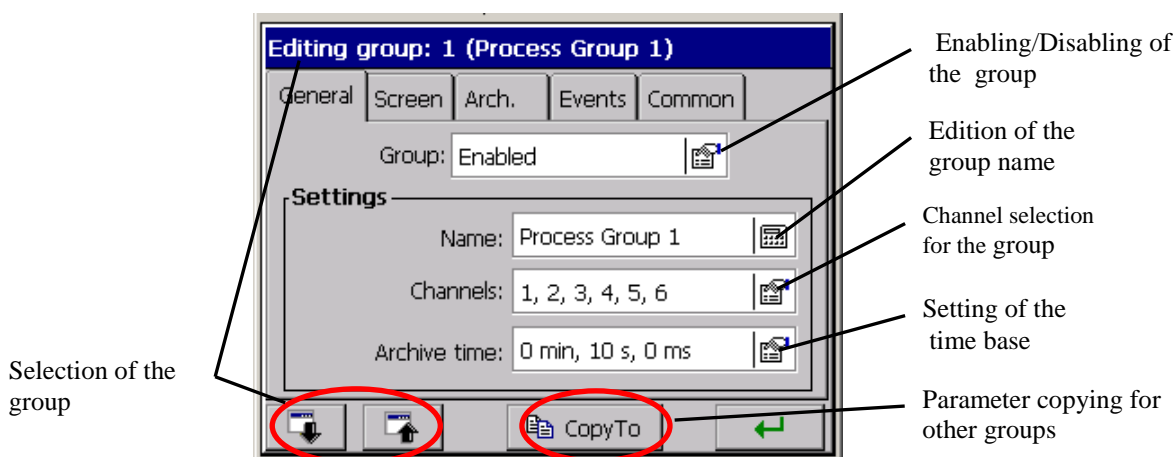 Editing group: 1 (Process Group 1)
General Screen Arch. Events Common
Group: Enabled
Settings
Name: Process Group 1
Channels: 1, 2, 3, 4, 5, 6
Archive time: 0 min, 10 s, 0 ms
CopyTo
Selection of the
group
Enabling/Disabling of
the group
Edition of the
group name
Channel selection
for the group
Setting of the
time base
Parameter copying for
other groups